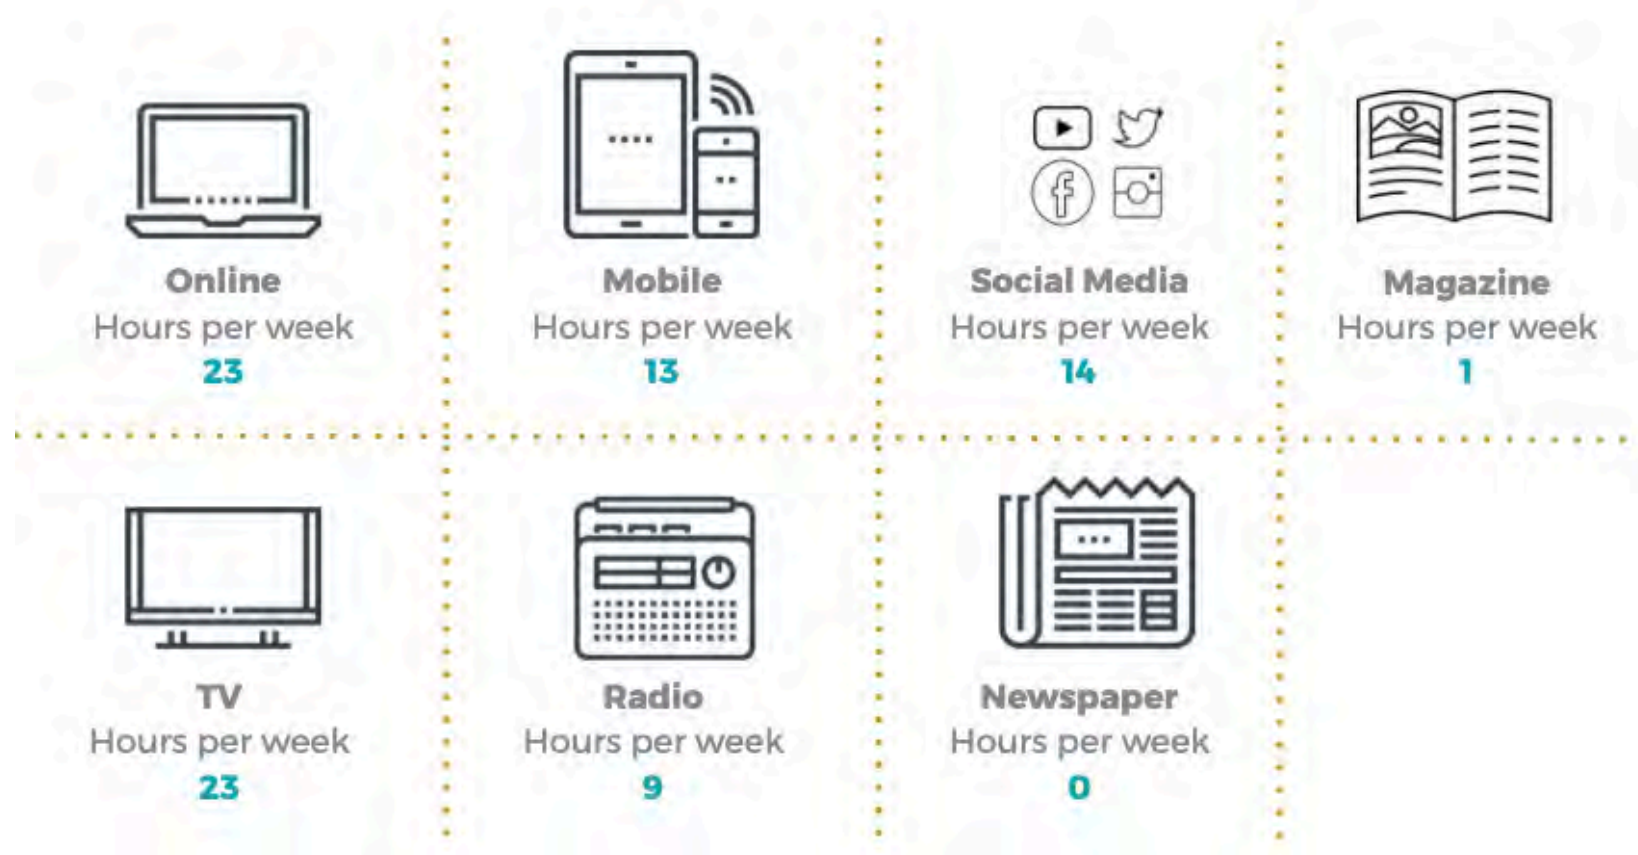 Online
Hours per week
23
Mobile
Hours per week
13
Social Media
Hours per week
14
Magazine
Hours per week
1
TV
Hours per week
23
Radio
Hours per week
9
Newspaper
Hours per week
0